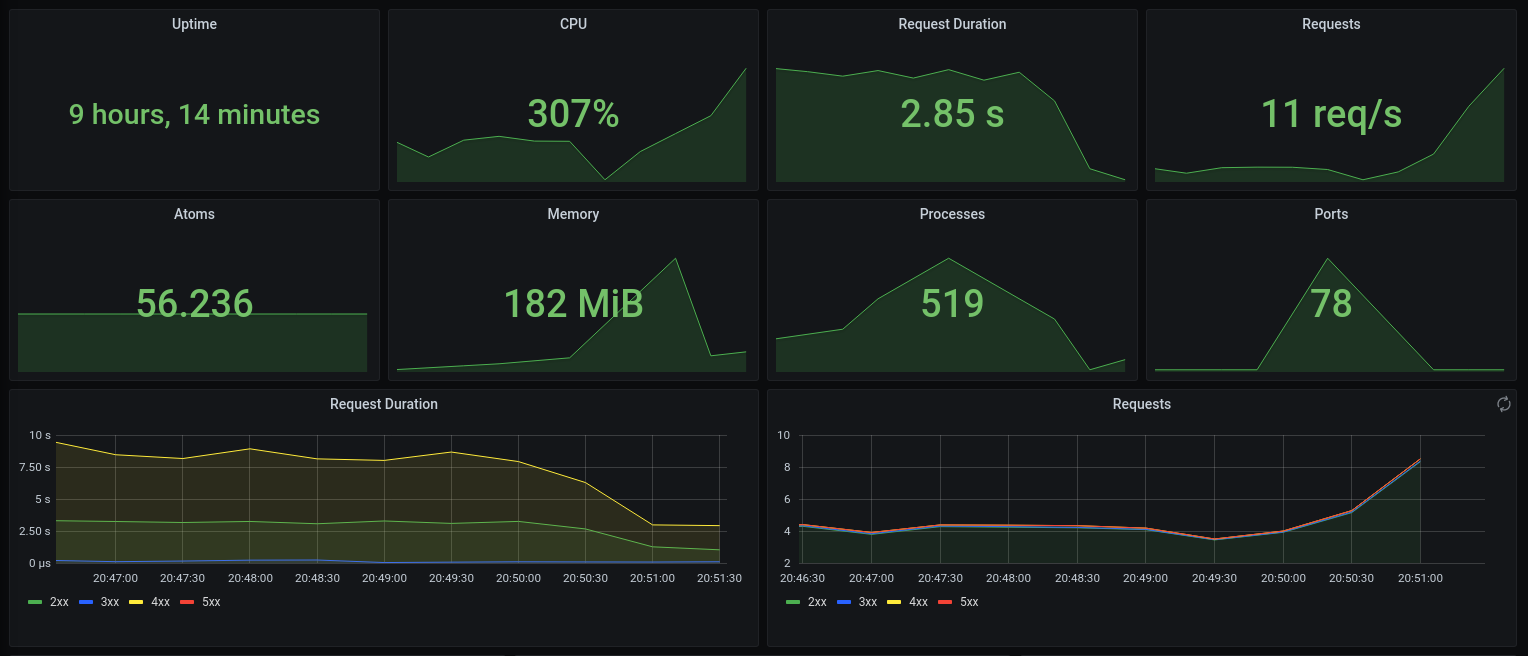 Uptime
CPU
Request Duration
Requests
9 hours, 14 minutes
307%
2.85 s
11 req/s
Atoms
Memory
Processes
Ports
56.236
182 MiB
519
78
Request Duration
10 s
7.50 s
5 s
2.50 s
0 µs
20:47:00 20:47:30 20:48:00 20:48:30 20:49:00 20:49:30 20:50:00 20:50:30 20:51:00 20:51:30
2xx 3xx 4xx 5xx
Requests
10
8
6
4
2
20:46:30 20:47:00 20:47:30 20:48:00 20:48:30 20:49:00 20:49:30 20:50:00 20:50:30 20:51:00
2xx 3xx 4xx 5xx